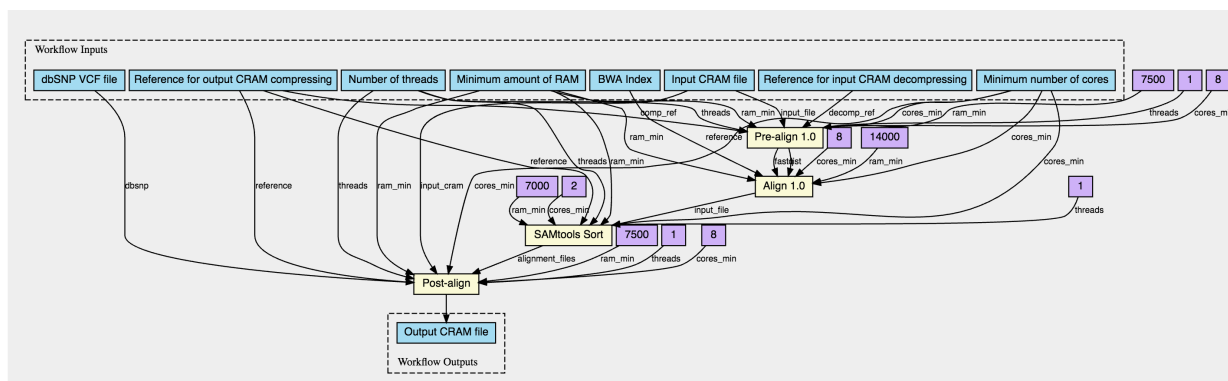 Workflow Inputs
dbSNP VCF file Reference for output CRAM compressing Number of threads Minimum amount of RAM BWA Index Input CRAM file Reference for input CRAM decompressing Minimum number of cores 7500 1 8
comp_ref threads ram_min input_file decomp_ref cores_min ram_min threads cores_m
Pre-align 1.0 8 14000
ram_min reference cores_min
reference threads ram_min fastq list cores_min ram_min cores_min
dbsnp reference threads ram_min input_cram cores_min 7000 2 Align 1.0 1
ram_min cores_min input_file threads
SAMtools Sort 7500 1 8
alignment_files ram_min threads cores_min
Post-align
Output CRAM file
Workflow Outputs